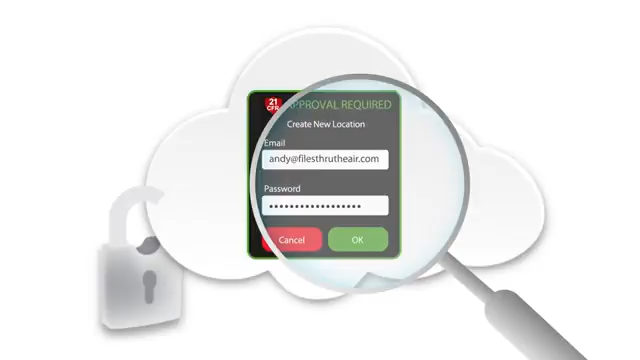 21
CFR
APPROVAL REQUIRED
Create New Location
Email
andy@filesthrutheair.com
Password
••••••••••••••••••
Cancel
OK